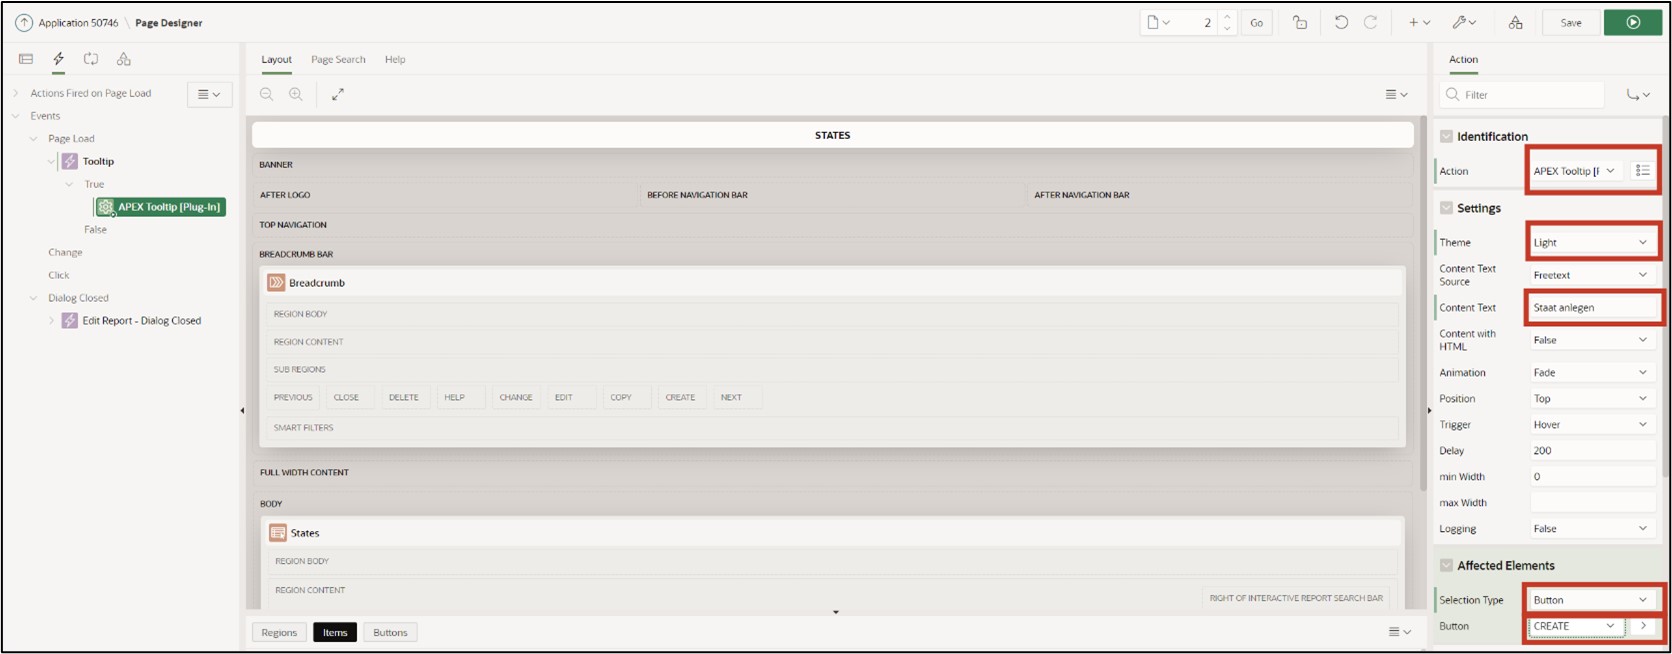 Application 50746 \ Page Designer
2
Go
Save
Layout Page Search Help
Action
Actions Fired on Page Load
Filter
Events
Page Load
Tooltip
True
APEX Tooltip [Plug-In]
False
Change
Click
Dialog Closed
Edit Report - Dialog Closed
STATES
BANNER
AFTER LOGO BEFORE NAVIGATION BAR AFTER NAVIGATION BAR
TOP NAVIGATION
BREADCRUMB BAR
Breadcrumb
REGION BODY
REGION CONTENT
SUB REGIONS
PREVIOUS CLOSE DELETE HELP CHANGE EDIT COPY CREATE NEXT
SMART FILTERS
FULL WIDTH CONTENT
BODY
States
REGION BODY
REGION CONTENT
RIGHT OF INTERACTIVE REPORT SEARCH BAR
Regions Items Buttons
Identification
Action APEX Tooltip [
Settings
Theme Light
Content Text Source Freetext
Content Text Staat anlegen
Content with HTML False
Animation Fade
Position Top
Trigger Hover
Delay 200
min Width 0
max Width
Logging False
Affected Elements
Selection Type Button
Button CREATE